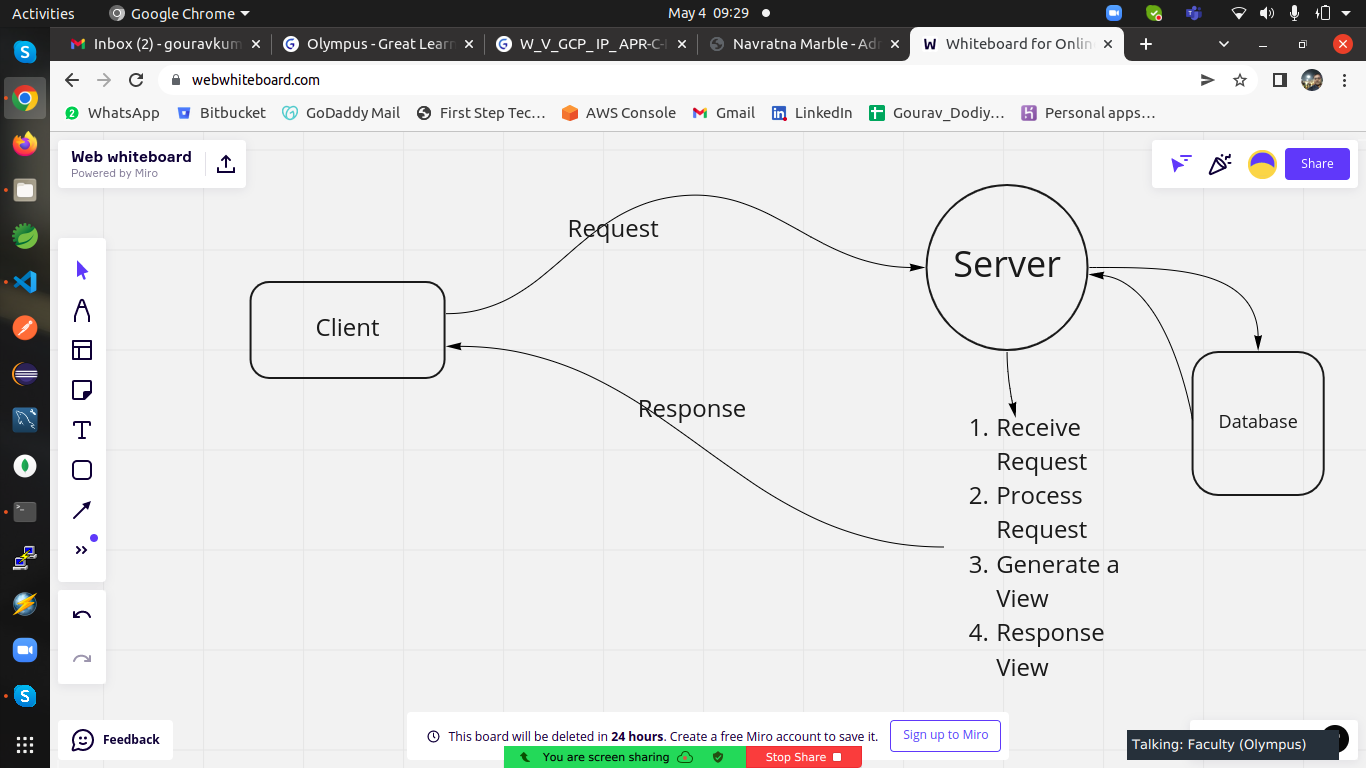 Activities
Google Chrome
May 4 09:29
Inbox (2) - gouravkum
Olympus - Great Learn
W_V_GCP_ IP_ APR-C-
Navratna Marble - Adm
Whiteboard for Onlin
webwhiteboard.com
WhatsApp
Bitbucket
GoDaddy Mail
First Step Tec…
AWS Console
Gmail
LinkedIn
Gourav_Dodiy…
Personal apps…
Web whiteboard
Powered by Miro
Share
Request
Server
Client
Response
Database
1. Receive
Request
2. Process
Request
3. Generate a
View
4. Response
View
Feedback
This board will be deleted in 24 hours. Create a free Miro account to save it.
Sign up to Miro
You are screen sharing
Stop Share
Talking: Faculty (Olympus)